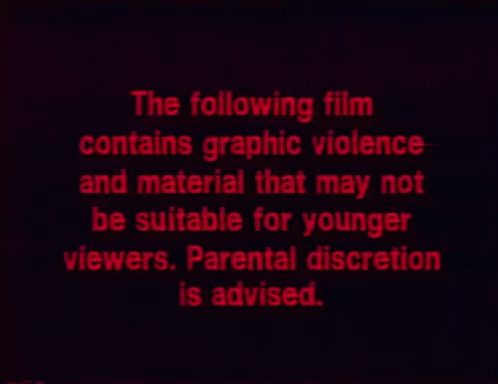 The following film
contains graphic violence
and material that may not
be suitable for younger
viewers. Parental discretion
is advised.